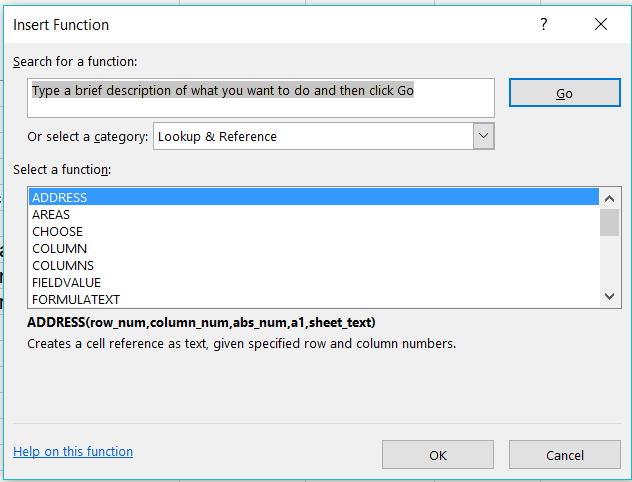 Insert Function
?
Search for a function:
Type a brief description of what you want to do and then click Go
Go
Or select a category:
Lookup & Reference
Select a function:
ADDRESS
AREAS
CHOOSE
COLUMN
COLUMNS
FIELDVALUE
FORMULATEXT
ADDRESS(row_num,column_num,abs_num,a1,sheet_text)
Creates a cell reference as text, given specified row and column numbers.
Help on this function
OK
Cancel